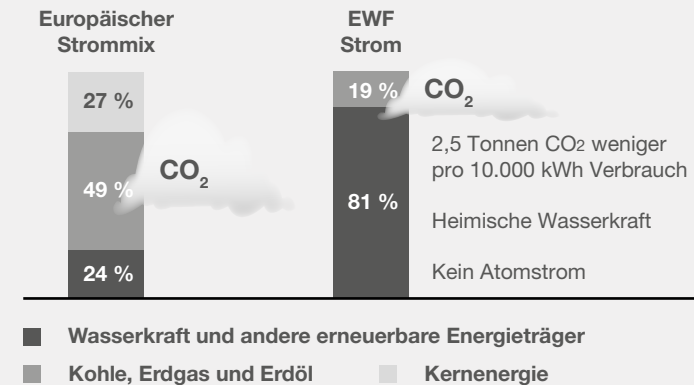 Europäischer
Strommix
EWF
Strom
27 %
49 %
24 %
CO2
19 %
81 %
CO2
2,5 Tonnen CO2 weniger
pro 10.000 kWh Verbrauch
Heimische Wasserkraft
Kein Atomstrom
Wasserkraft und andere erneuerbare Energieträger
Kohle, Erdgas und Erdöl
Kernenergie